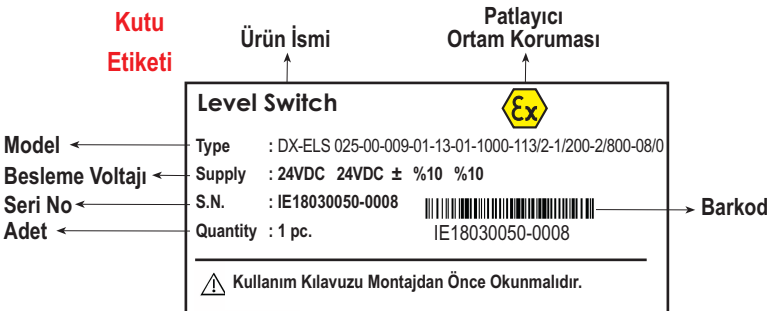 Kutu
Etiketi
Ürün İsmi
Patlayıcı
Ortam Koruması
Level Switch
Ex
Model
Type : DX-ELS 025-00-009-01-13-01-1000-113/2-1/200-2/800-08/0
Besleme Voltajı
Supply : 24VDC 24VDC ± %10 %10
Seri No
S.N. : IE18030050-0008
Barkod
Adet
Quantity : 1 pc.
IE18030050-0008
Kullanım Kılavuzu Montajdan Önce Okunmalıdır.